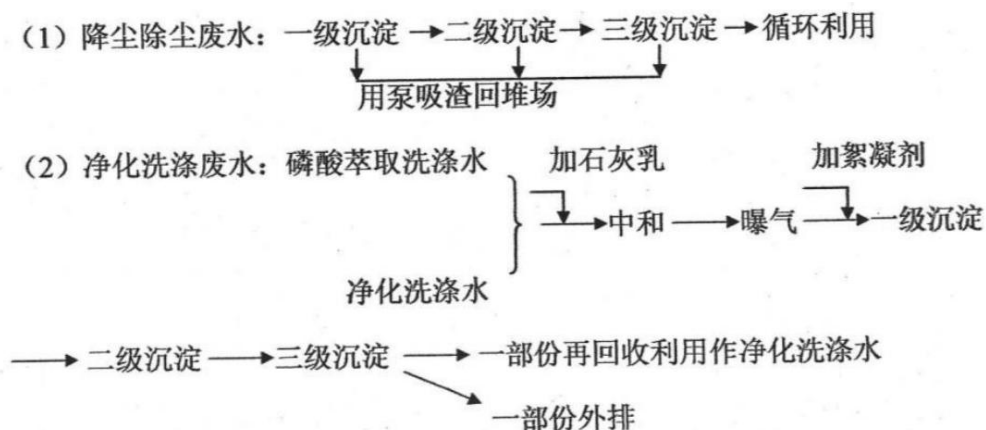 （1）降尘除尘废水：一级沉淀→二级沉淀→三级沉淀→循环利用
用泵吸渣回堆场
（2）净化洗涤废水：磷酸萃取洗涤水 加石灰乳 加絮凝剂
中和→曝气→一级沉淀
净化洗涤水
→二级沉淀→三级沉淀→一部份再回收利用作净化洗涤水
一部份外排